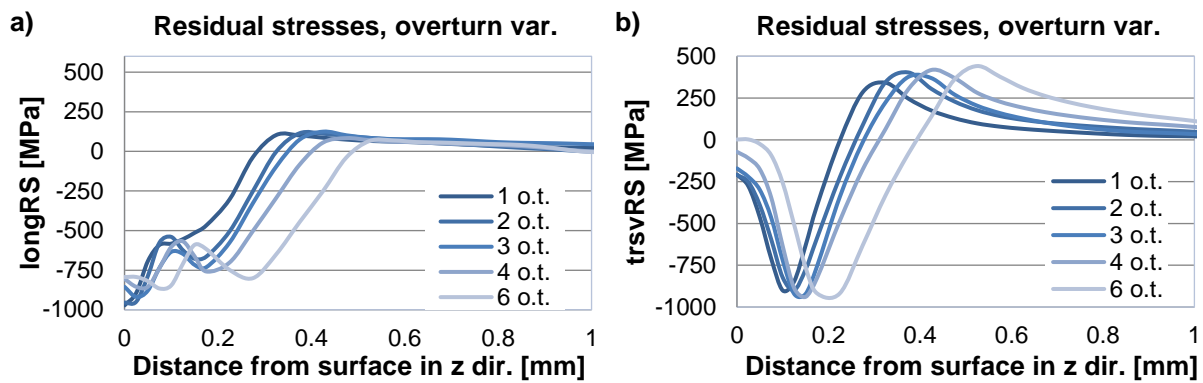 a)
Residual stresses, overturn var.
longRS [MPa]
500
250
0
-250
-500
-750
-1000
0
0.2
0.4
0.6
0.8
1
Distance from surface in z dir. [mm]
1 o.t.
2 o.t.
3 o.t.
4 o.t.
6 o.t.
b)
Residual stresses, overturn var.
trsvRS [MPa]
500
250
0
-250
-500
-750
-1000
0
0.2
0.4
0.6
0.8
1
Distance from surface in z dir. [mm]
1 o.t.
2 o.t.
3 o.t.
4 o.t.
6 o.t.